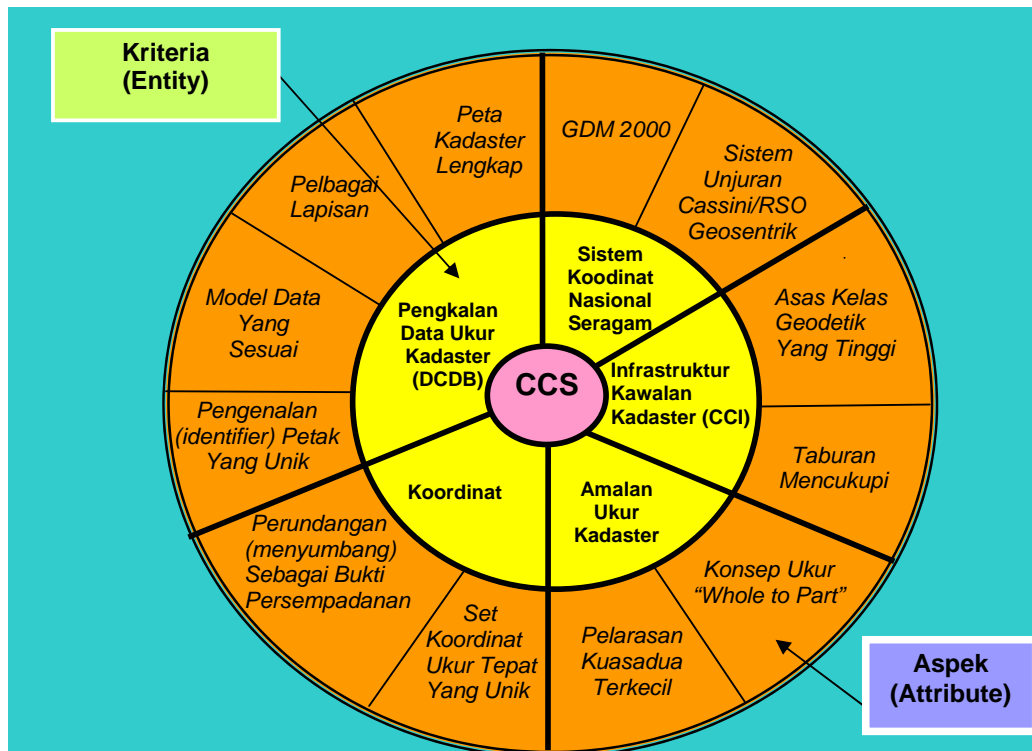 Kriteria
(Entity)
Peta
Kadaster
Lengkap
GDM 2000
Sistem
Unjuran
Cassini/RSO
Geosentrik
Pelbagai
Lapisan
Model Data
Yang
Sesuai
Pengenalan
(identifier) Petak
Yang Unik
Asas Kelas
Geodetik
Yang Tinggi
Taburan
Mencukupi
Pengkalan
Data Ukur
Kadaster
(DCDB)
Sistem
Koodinat
Nasional
Seragam
CCS
Infrastruktur
Kawalan
Kadaster (CCI)
Koordinat
Amalan
Ukur
Kadaster
Perundangan
(menyumbang)
Sebagai Bukti
Persempadanan
Set
Koordinat
Ukur Tepat
Yang Unik
Pelarasan
Kuasadua
Terkecil
Konsep Ukur
“Whole to Part”
Aspek
(Attribute)